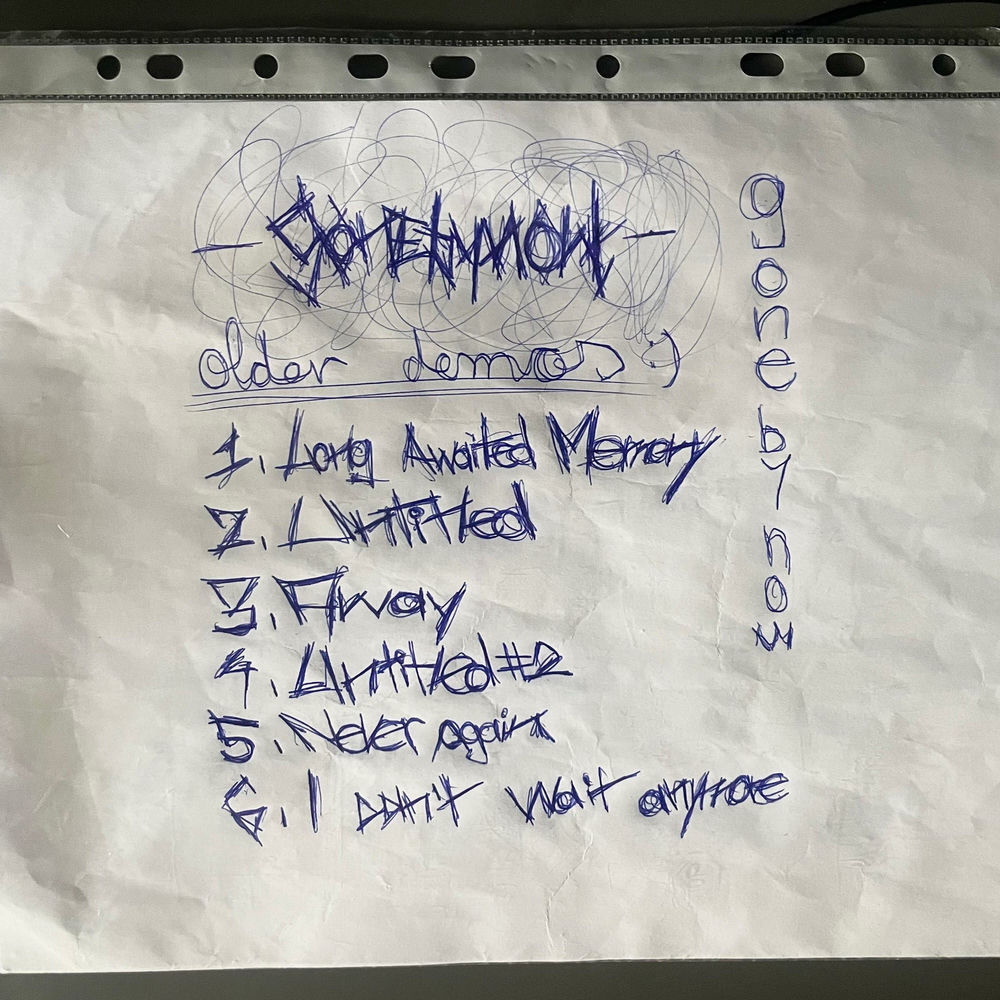 - gonebynow -
older demos :)
1. Long Awaited Memory
2. Untitled
3. Away
4. Untitled #2
5. Never again
6. I DON't Wait anymore
gone by now